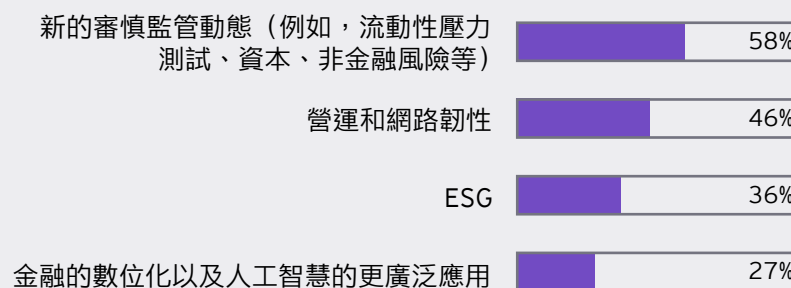 新的審慎監管動態（例如，流動性壓力
測試、資本、非金融風險等）
58%
營運和網路韌性
46%
ESG
36%
金融的數位化以及人工智慧的更廣泛應用
27%